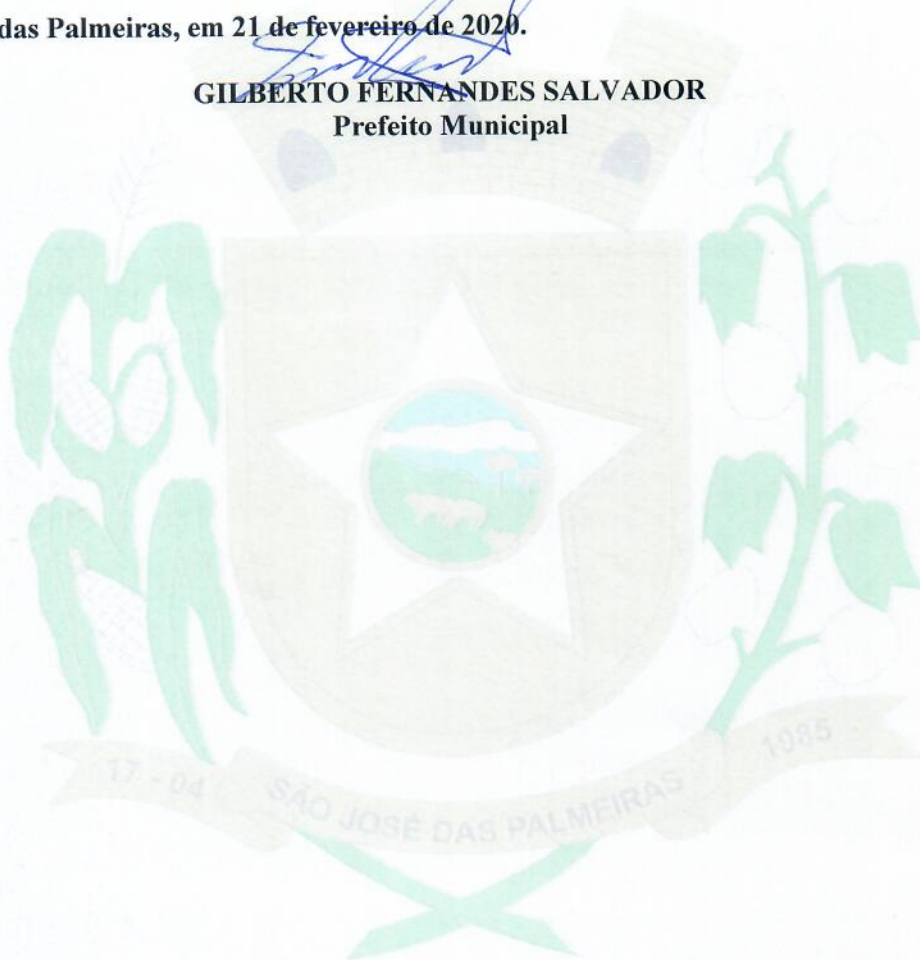 das Palmeiras, em 21 de fevereiro de 2020.
GILBERTO FERNANDES SALVADOR
Prefeito Municipal
17 - 04
SÃO JOSÉ DAS PALMEIRAS
1985